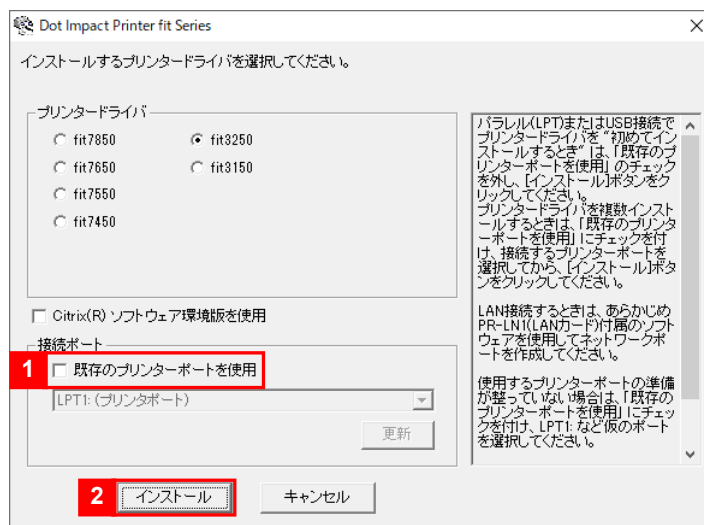 Dot Impact Printer fit Series
インストールするプリンタードライバを選択してください。
プリンタードライバ
fit7850
fit3250
fit7650
fit3150
fit7550
fit7450
Citrix(R) ソフトウェア環境版を使用
接続ポート
1
既存のプリンターポートを使用
LPT1: (プリンタポート)
更新
2
インストール
キャンセル
パラレル(LPT)またはUSB接続で
プリンタードライバを“初めてイン
ストールするとき”は、「既存のプ
リンターポートを使用」のチェック
を外し、[インストール]ボタンをク
リックしてください。
プリンタードライバを複数インスト
ールするときは、「既存のプリンタ
ーポートを使用」にチェックを付
け、接続するプリンターポートを
選択してから、[インストール]ボタ
ンをクリックしてください。
LAN接続するときは、あらかじめ
PR-LN1(LANカード)付属のソフト
ウェアを使用してネットワークポ
ートを作成してください。
使用するプリンターポートの準備
が整っていない場合は、「既存の
プリンターポートを使用」にチェッ
クを付け、LPT1: など仮のポート
を選択してください。